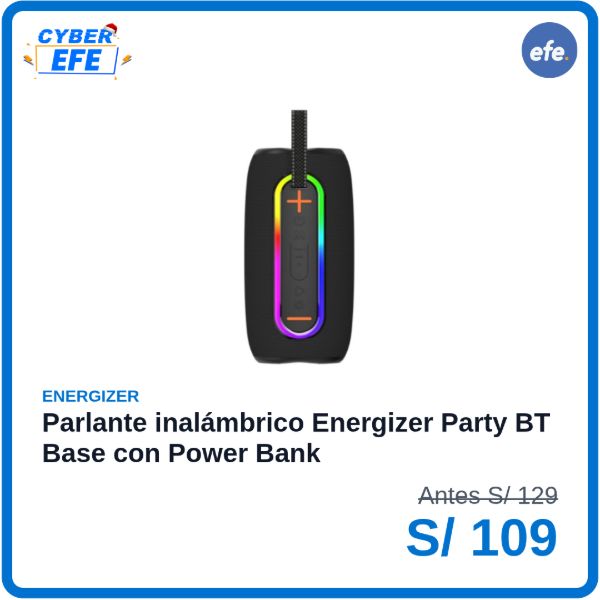 CYBER
EFE
efe.
ENERGIZER
Parlante inalámbrico Energizer Party BT
Base con Power Bank
Antes S/ 129
S/ 109